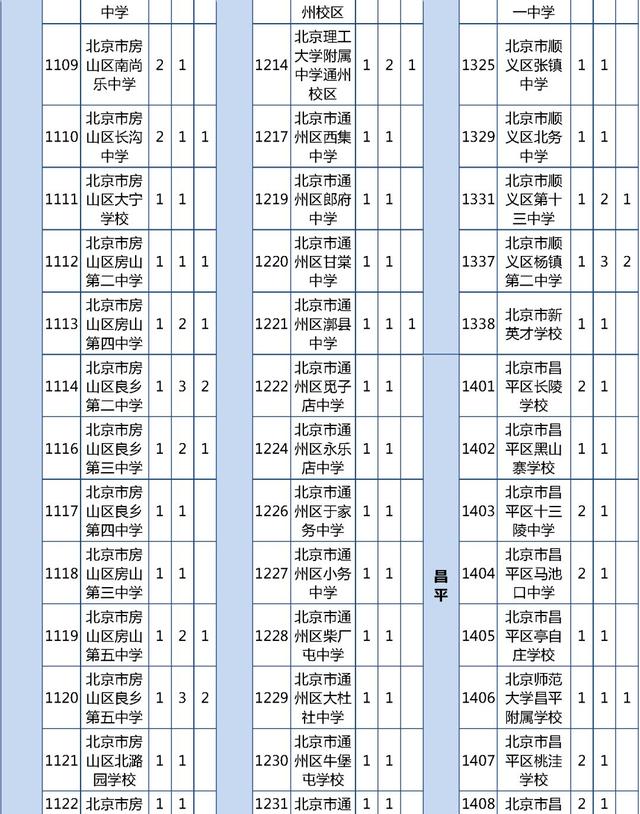 中学
北京市房
1109 山区南尚 2 1
乐中学
北京市房
1110 山区长沟 2 1 1
中学
北京市房
1111 山区大宁 1 1
学校
北京市房
1112 山区房山 1 1 1
第二中学
北京市房
1113 山区房山 1 2 1
第四中学
北京市房
1114 山区良乡 1 3 2
第二中学
北京市房
1116 山区良乡 1 2 1
第三中学
北京市房
1117 山区良乡 1 1
第四中学
北京市房
1118 山区房山 1 1
第三中学
北京市房
1119 山区房山 1 2 1
第五中学
北京市房
1120 山区良乡 1 3 2
第五中学
北京市房
1121 山区北潞 1 1
园学校
1122 北京市房 1 1
州校区
北京理工
大学附属
1214 中学通州 1 2 1
校区
北京市通
1217 州区西集 1 1
中学
北京市通
1219 州区郎府 1 1
中学
北京市通
1220 州区甘棠 1 1
中学
北京市通
1221 州区漷县 1 1 1
中学
北京市通
1222 州区觅子 1 1
店中学
北京市通
1224 州区永乐 1 1
店中学
北京市通
1226 州区于家 1 1
务中学
北京市通
1227 州区小务 1 1
中学
北京市通
1228 州区柴厂 1 1
屯中学
北京市通
1229 州区大杜 1 1
社中学
北京市通
1230 州区牛堡 1 1
屯学校
1231 北京市通 1 1
一中学
北京市顺
1325 义区张镇 1 1
中学
北京市顺
1329 义区北务 1 1
中学
北京市顺
1331 义区第十 1 2 1
三中学
北京市顺
1337 义区杨镇 1 3 2
第二中学
北京市新
1338 英才学校 1 1
昌
平
北京市昌
1401 平区长陵 2 1
学校
北京市昌
1402 平区黑山 1 1
寨学校
北京市昌
1403 平区十三 2 1
陵中学
北京市昌
1404 平区马池 2 1
口中学
北京市昌
1405 平区亭自 1 1
庄学校
北京师范
1406 大学昌平 1 1 1
附属学校
北京市昌
1407 平区桃洼 2 1
学校
1408 北京市昌 2 1